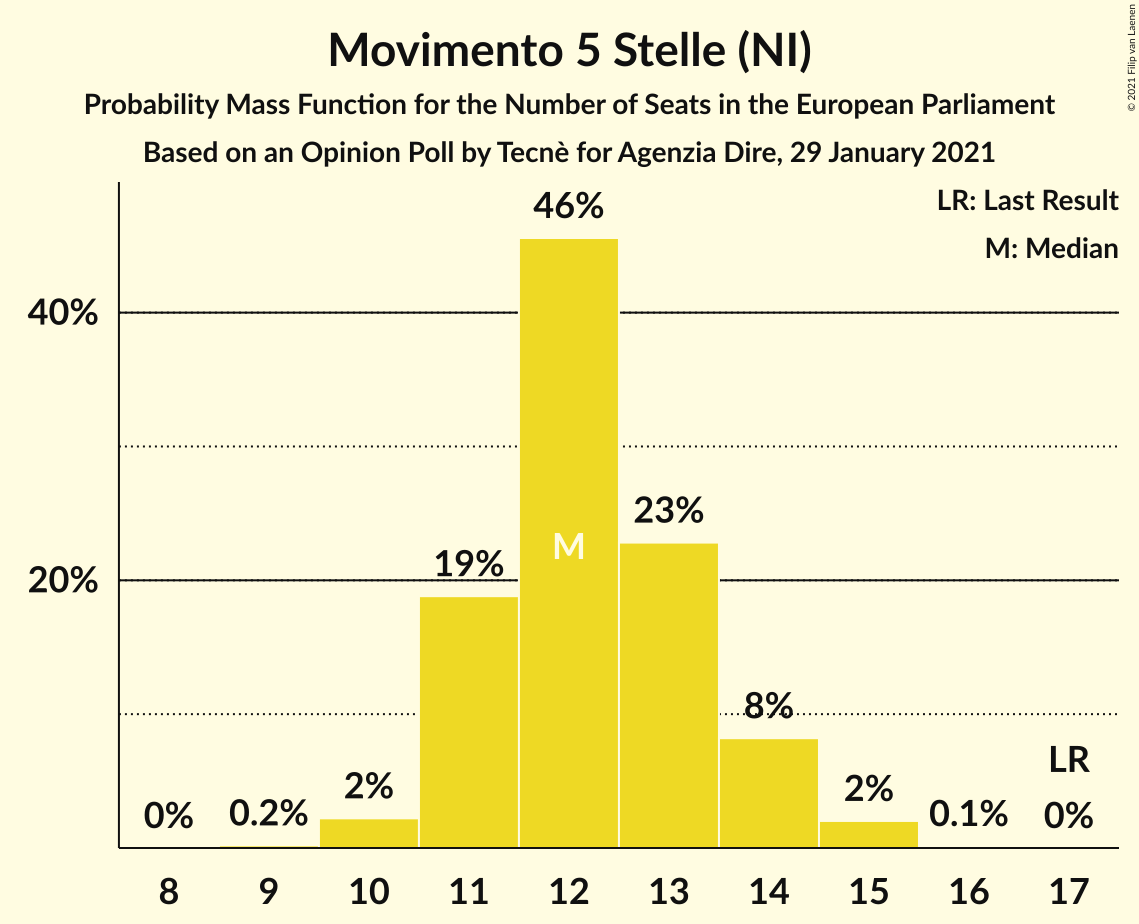 Movimento 5 Stelle (NI)
Probability Mass Function for the Number of Seats in the European Parliament
Based on an Opinion Poll by Tecnè for Agenzia Dire, 29 January 2021
© 2021 Filip van Laenen
LR: Last Result
M: Median
46%
40%
23%
M
19%
20%
8%
LR
2%
2%
0%
0.2%
0.1%
0%
8 9 10 11 12 13 14 15 16 17